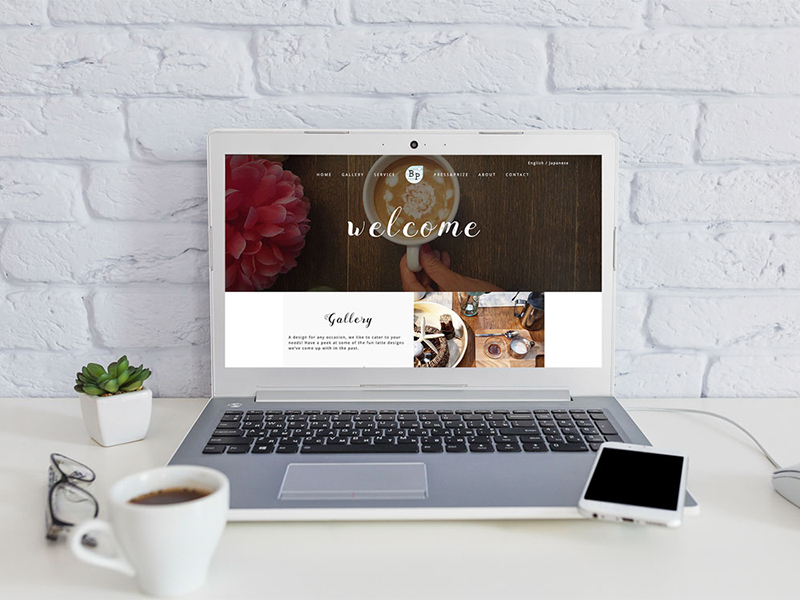 English / Japanese
HOME GALLERY SERVICE BP PRESS&PRIZE ABOUT CONTACT
welcome
Gallery
A design for any occasion, we like to cater to your
needs! Have a peek at some of the fun latte designs
we've come up with in the past.